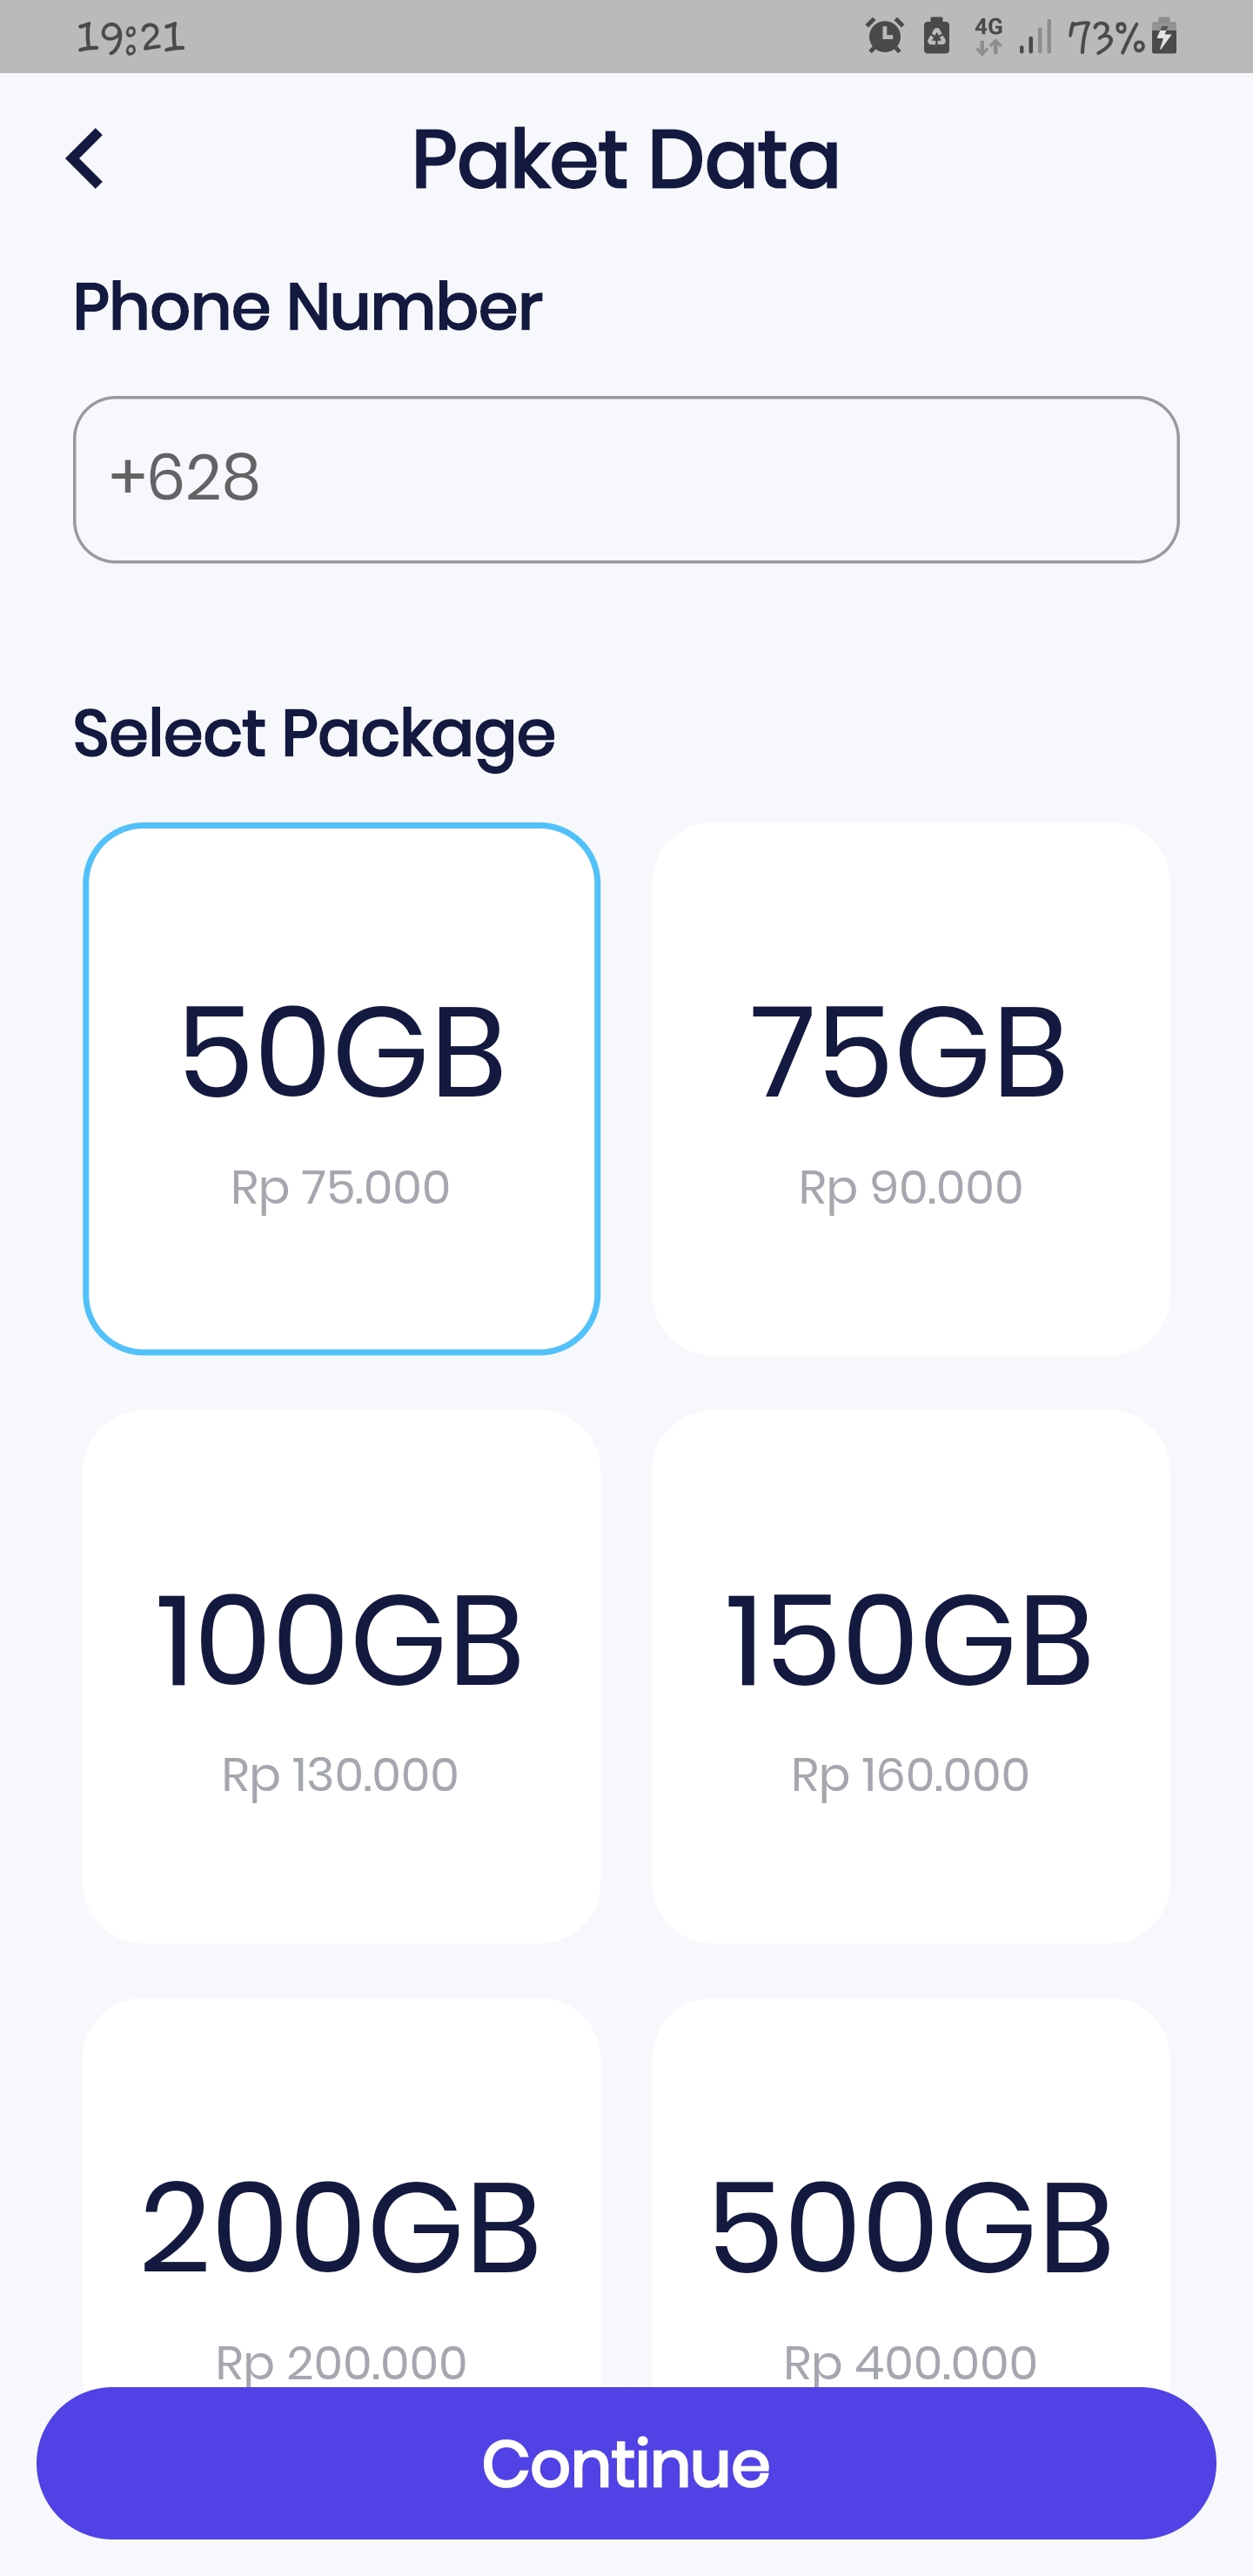 19:21 4G 73%
Paket Data
Phone Number
+628
Select Package
50GB 75GB
Rp 75.000 Rp 90.000
100GB 150GB
Rp 130.000 Rp 160.000
200GB 500GB
Rp 200.000 Rp 400.000
Continue